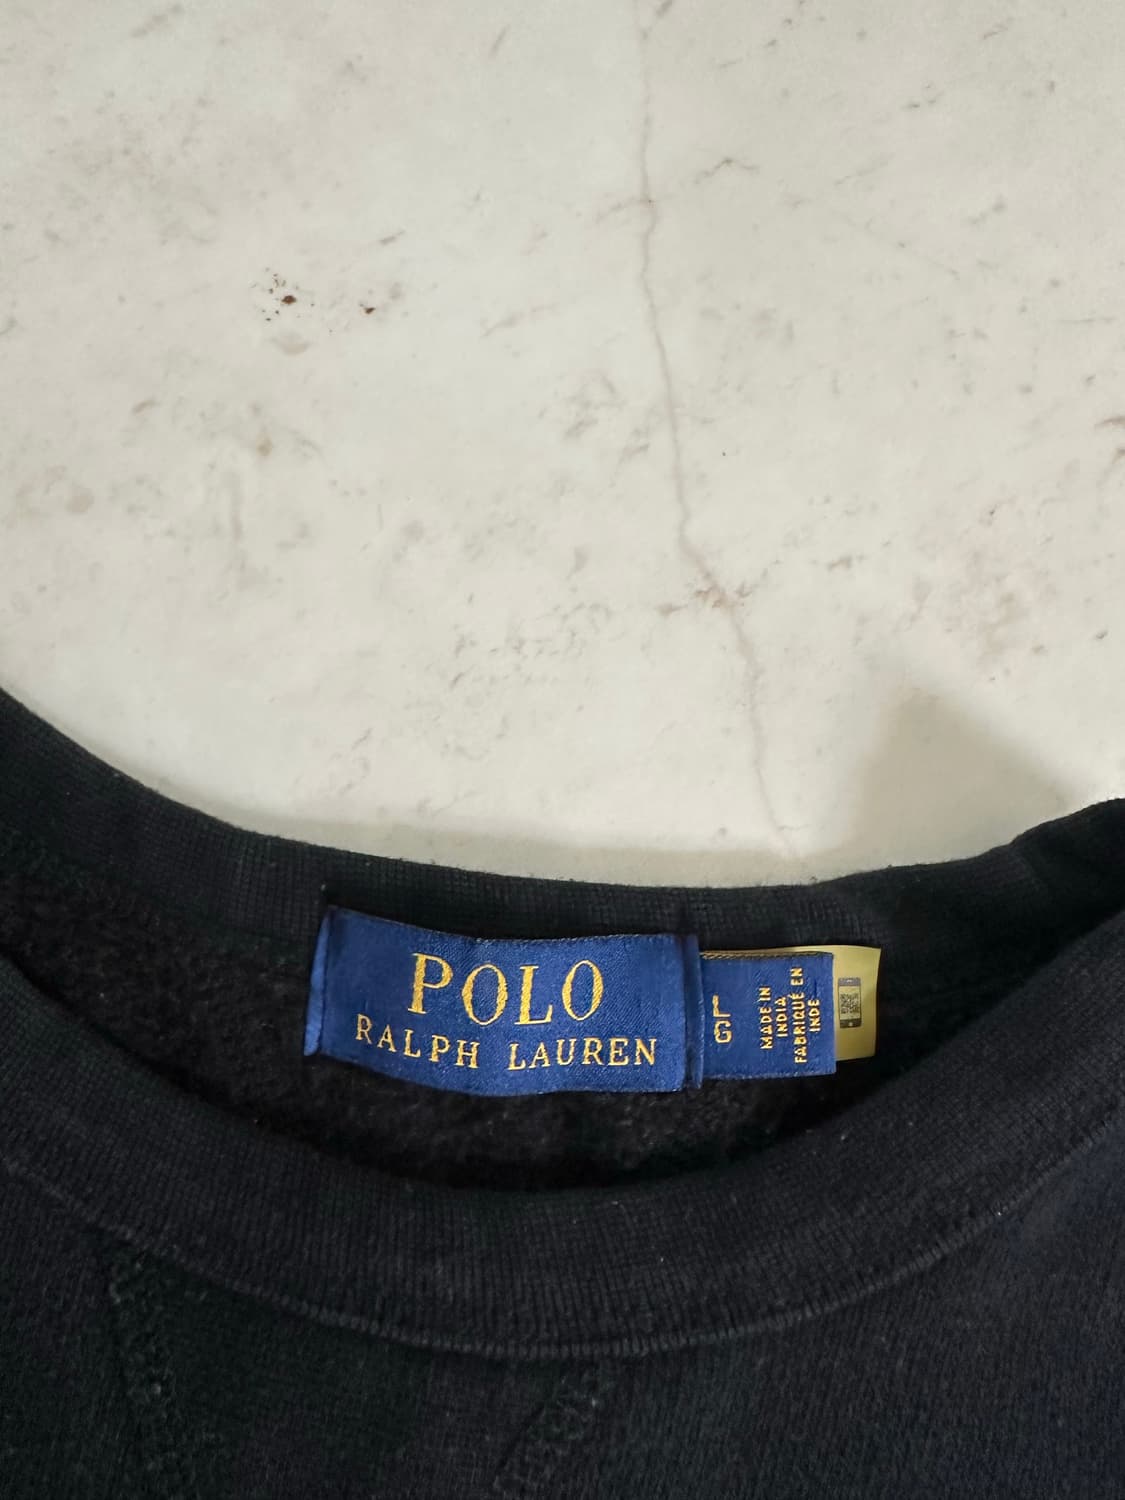 POLO
RALPH LAUREN
L
G
MADE IN
INDIA
FABRIQUÉ EN
INDE